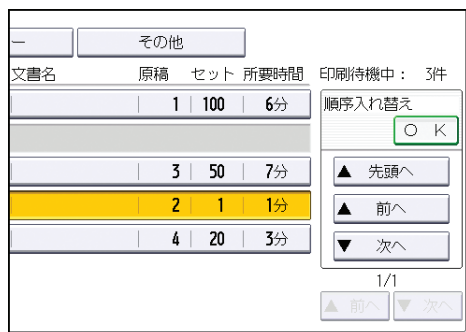 ー その他
文書名 原稿 セット 所要時間 印刷待機中： 3件
1 100 6分 順序入れ替え
OK
3 50 7分 ▲ 先頭へ
2 1 1分 ▲ 前へ
4 20 3分 ▼ 次へ
1/1
▲ 前へ ▼ 次へ